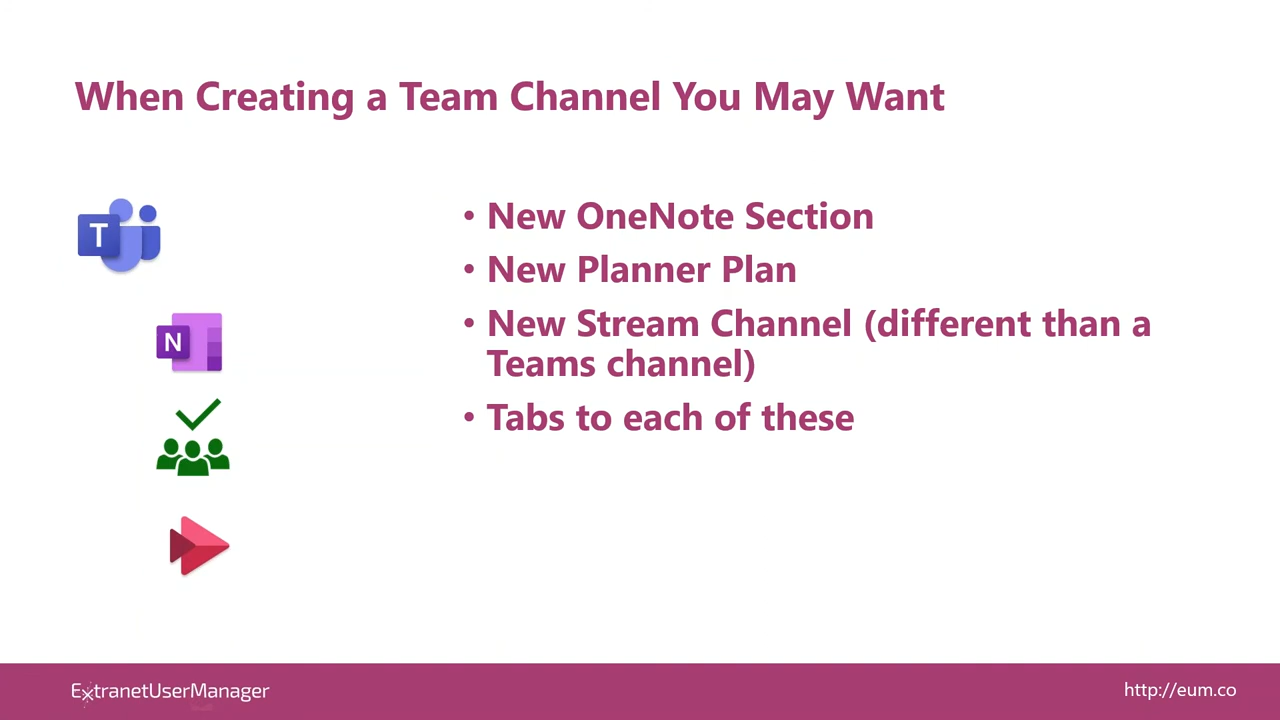 When Creating a Team Channel You May Want
T
• New OneNote Section
• New Planner Plan
N
• New Stream Channel (different than a
Teams channel)
• Tabs to each of these
ExtranetUserManager
http://eum.co